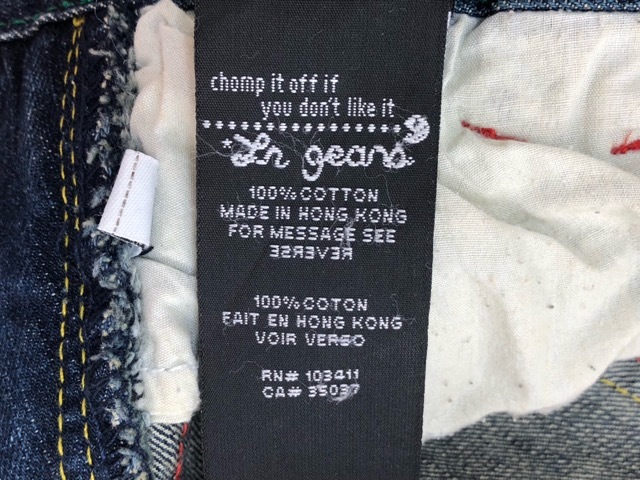 chomp it off if
you don't like it
Ln jeans
100% COTTON
MADE IN HONG KONG
FOR MESSAGE SEE
REVERSE
100% COTON
FAIT EN HONG KONG
VOIR VERSO
RN# 103411
CA# 35037